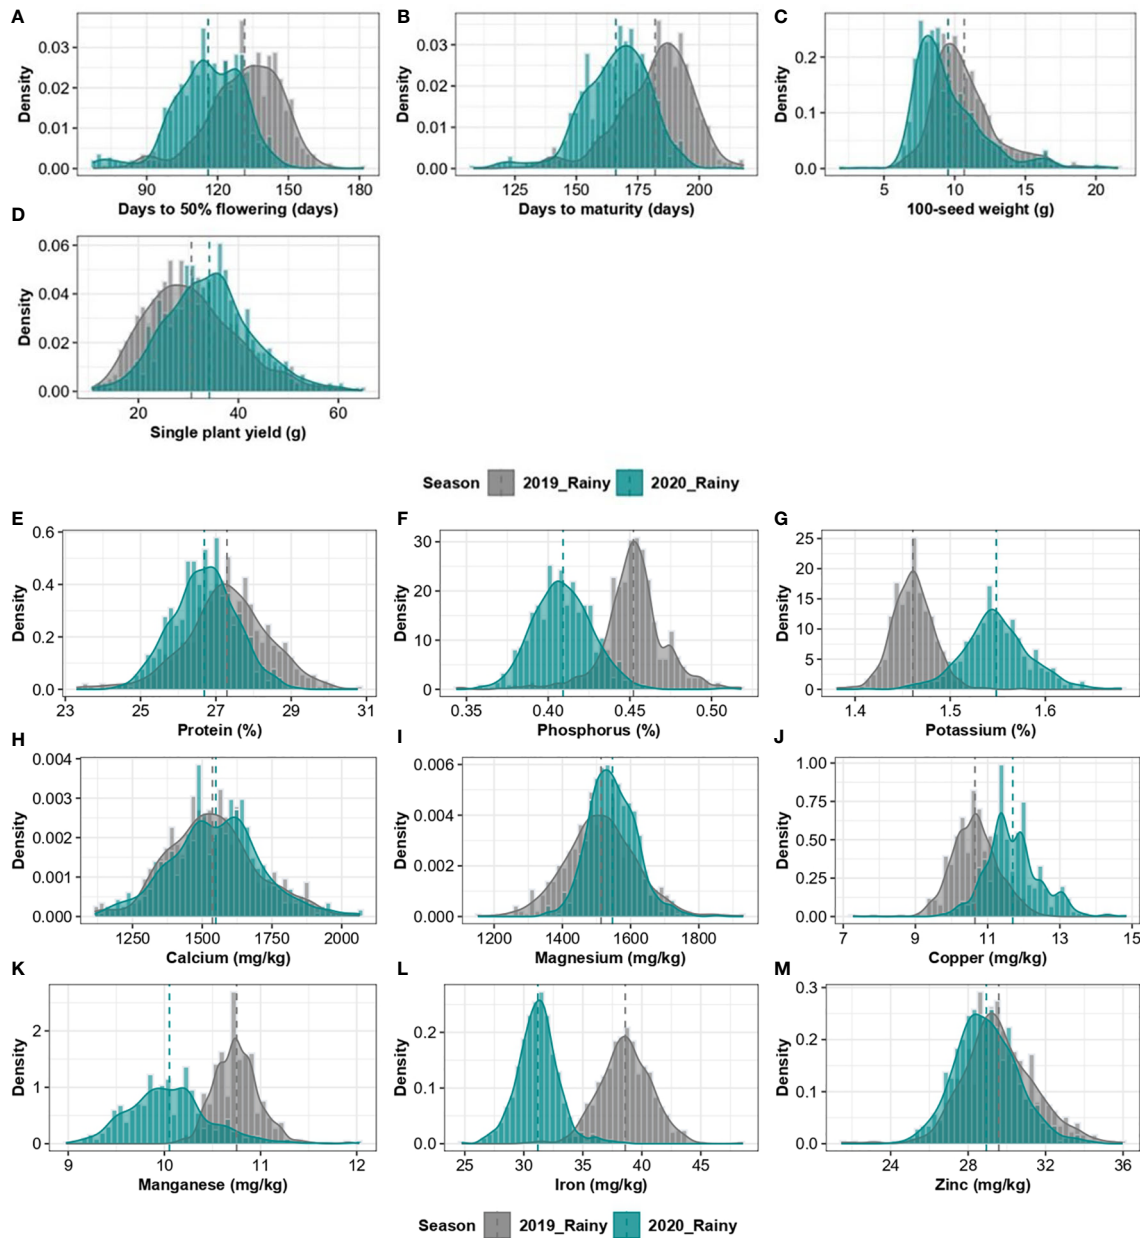 A
B
C
Density
0.03
0.02
0.01
0.00
90
120
150
180
Days to 50% flowering (days)
Density
0.03
0.02
0.01
0.00
125
150
175
200
Days to maturity (days)
Density
0.2
0.1
0.0
5
10
15
20
100-seed weight (g)
D
Density
0.06
0.04
0.02
0.00
20
40
60
Single plant yield (g)
Season 2019_Rainy 2020_Rainy
E
F
G
Density
0.6
0.4
0.2
0.0
23
25
27
29
31
Protein (%)
Density
30
20
10
0
0.35
0.40
0.45
0.50
Phosphorus (%)
Density
25
20
15
10
5
0
1.4
1.5
1.6
Potassium (%)
H
I
J
Density
0.004
0.003
0.002
0.001
0.000
1250
1500
1750
2000
Calcium (mg/kg)
Density
0.006
0.004
0.002
0.000
1200
1400
1600
1800
Magnesium (mg/kg)
Density
1.00
0.75
0.50
0.25
0.00
7
9
11
13
15
Copper (mg/kg)
K
L
M
Density
2
1
0
9
10
11
12
Manganese (mg/kg)
Density
0.2
0.1
0.0
25
30
35
40
45
Iron (mg/kg)
Density
0.3
0.2
0.1
0.0
24
28
32
36
Zinc (mg/kg)
Season 2019_Rainy 2020_Rainy